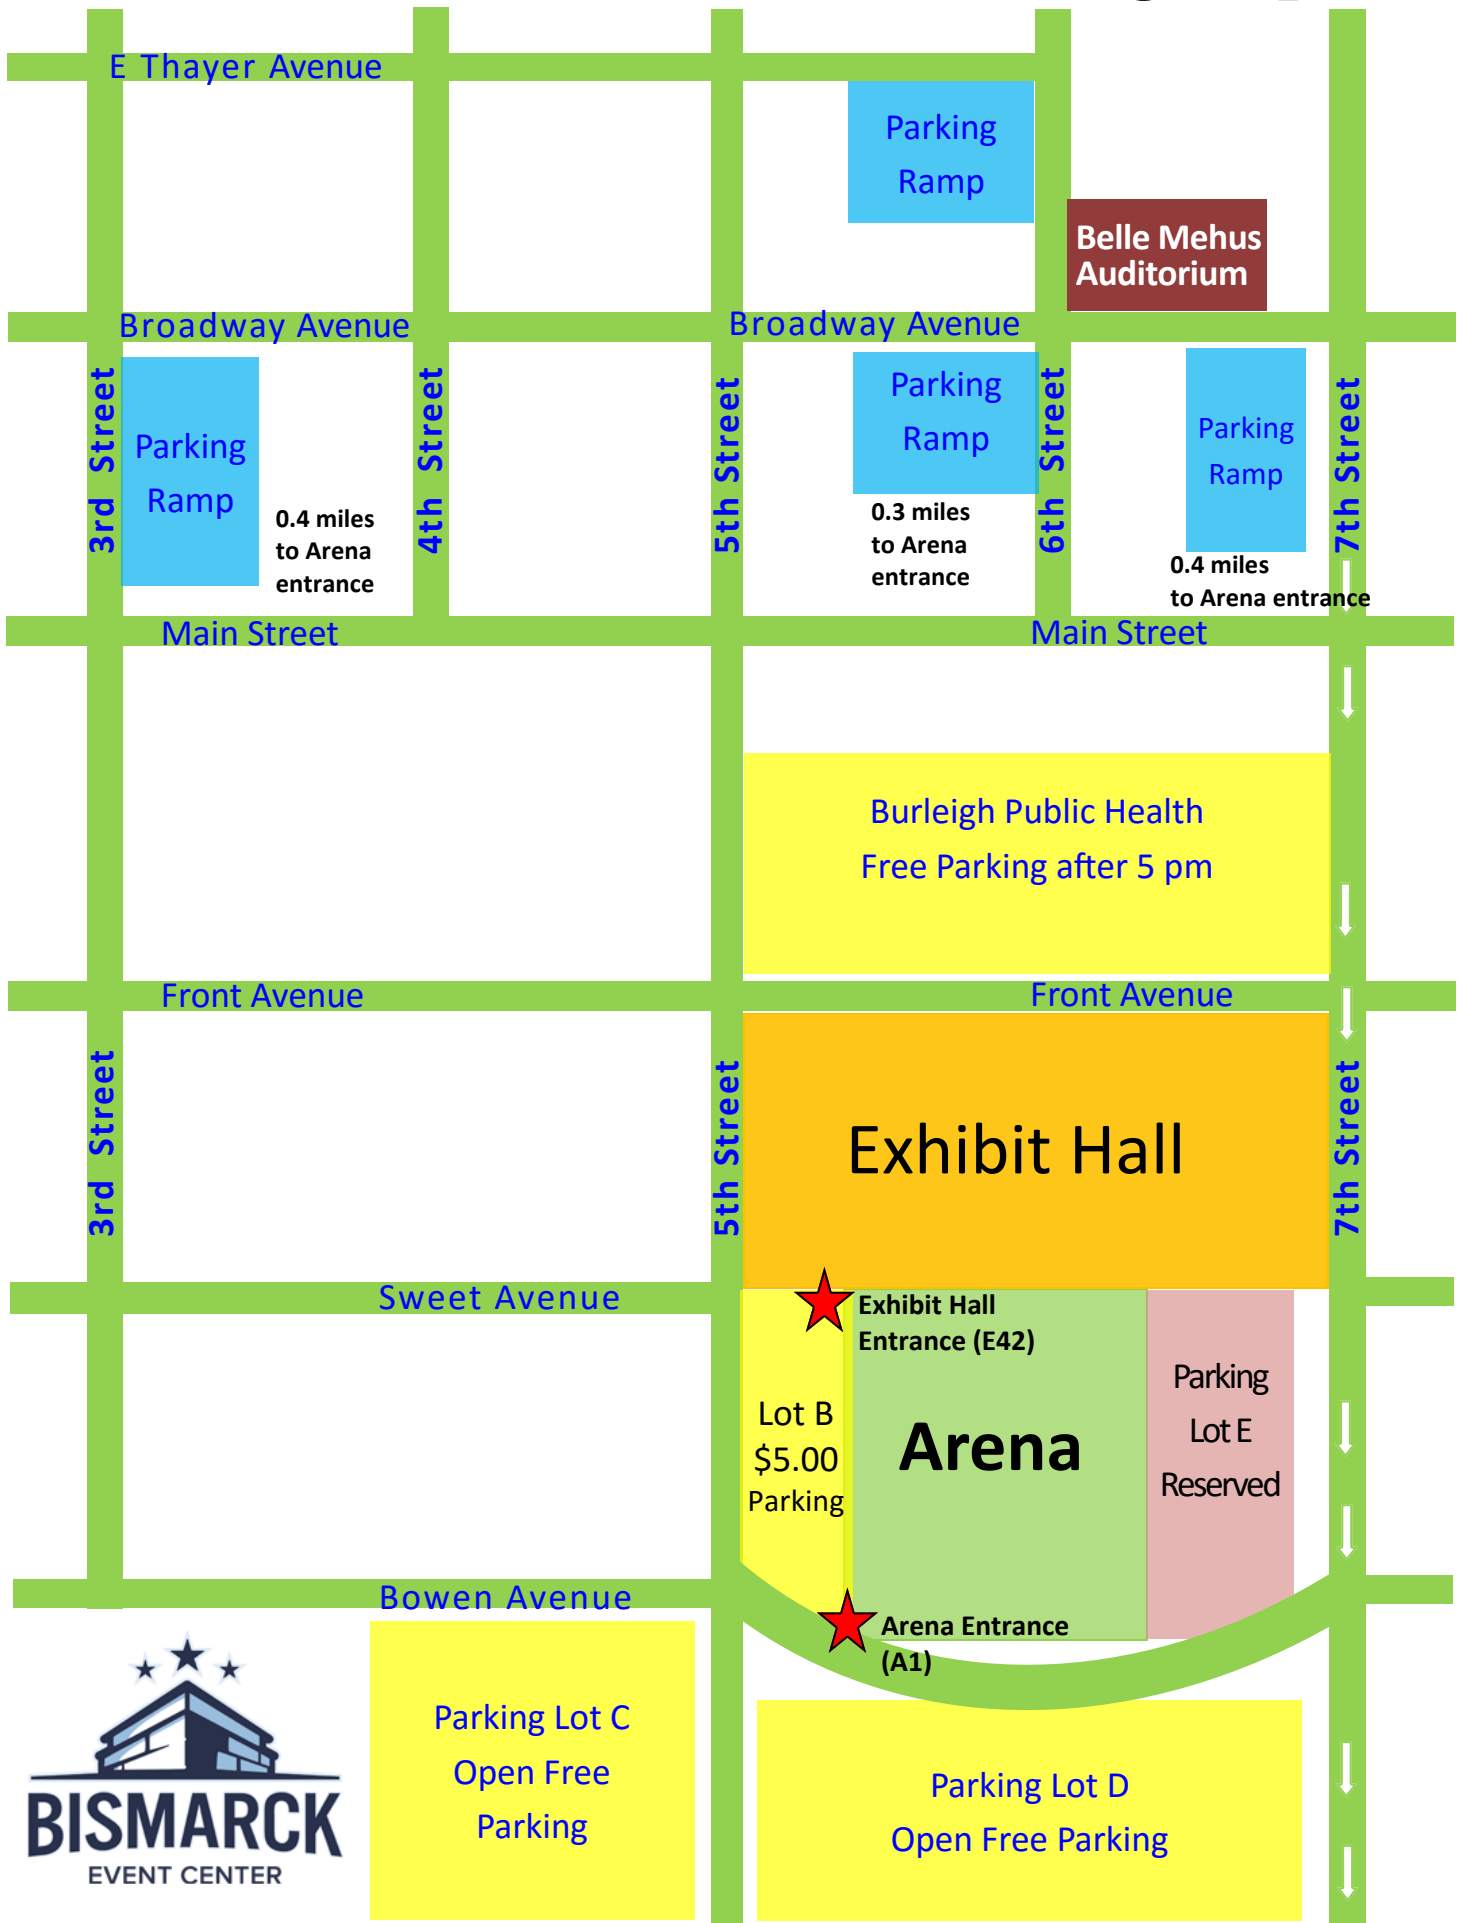 E Thayer Avenue
Parking
Ramp
Belle Mehus
Auditorium
Broadway Avenue
Broadway Avenue
3rd Street
4th Street
5th Street
6th Street
7th Street
Parking
Ramp
0.4 miles
to Arena
entrance
Parking
Ramp
0.3 miles
to Arena
entrance
Parking
Ramp
0.4 miles
to Arena entrance
Main Street
Main Street
Burleigh Public Health
Free Parking after 5 pm
Front Avenue
Front Avenue
3rd Street
5th Street
7th Street
Exhibit Hall
Sweet Avenue
Exhibit Hall
Entrance (E42)
Lot B
$5.00
Parking
Arena
Parking
Lot E
Reserved
Bowen Avenue
Arena Entrance
(A1)
Parking Lot C
Open Free
Parking
Parking Lot D
Open Free Parking
BISMARCK
EVENT CENTER